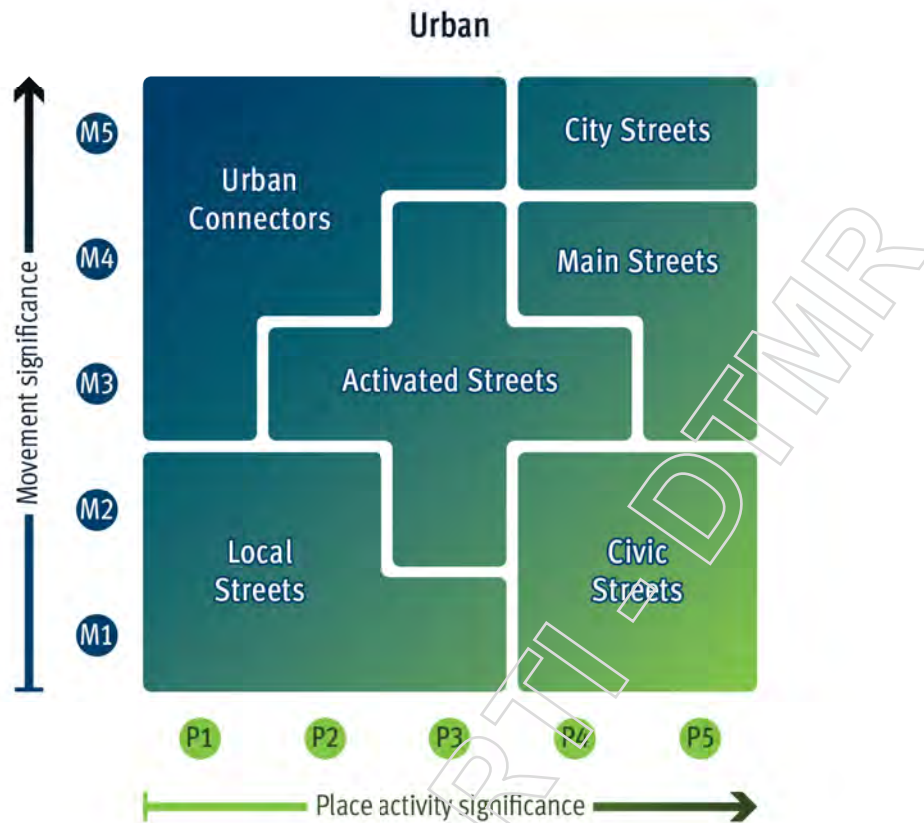 Urban
M5
M4
M3
M2
M1
Movement significance
Urban
Connectors
City Streets
Main Streets
Activated Streets
Local
Streets
Civic
Streets
P1 P2 P3 P4 P5
Place activity significance
RTI - DTMR